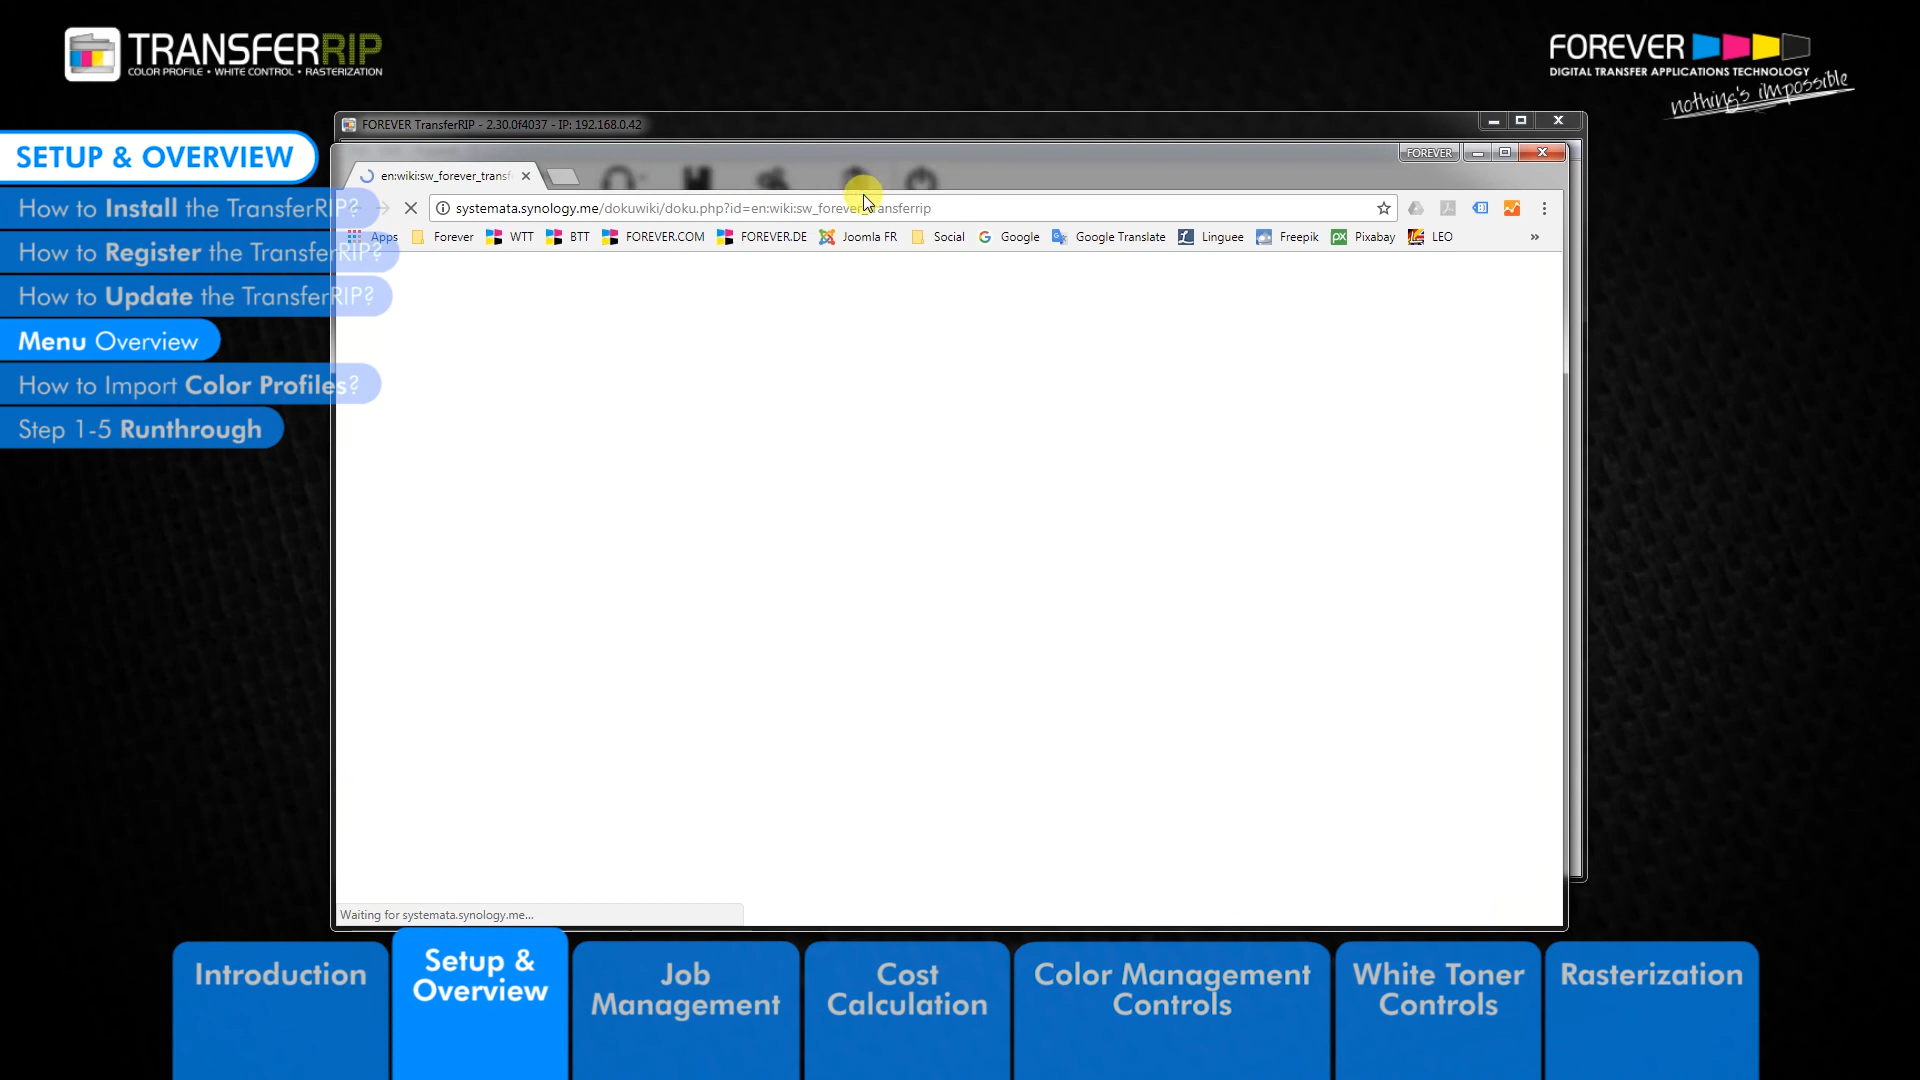 TRANSFERRIP
COLOR PROFILE • WHITE CONTROL • RASTERIZATION
FOREVER
DIGITAL TRANSFER APPLICATIONS TECHNOLOGY
nothing's impossible
FOREVER TransferRIP - 2.30.0f4037 - IP: 192.168.0.42
SETUP & OVERVIEW
FOREVER
en:wiki:sw_forever_transf
How to Install the TransferRIP?
systemata.synology.me/dokuwiki/doku.php?id=en:wiki:sw_forever_transferrip
Apps Forever WTT BTT FOREVER.COM FOREVER.DE Joomla FR Social Google Google Translate Linguee Freepik Pixabay LEO »
How to Register the TransferRIP?
How to Update the TransferRIP?
Menu Overview
How to Import Color Profiles?
Step 1-5 Runthrough
Waiting for systemata.synology.me...
Introduction
Setup &
Overview
Job
Management
Cost
Calculation
Color Management
Controls
White Toner
Controls
Rasterization